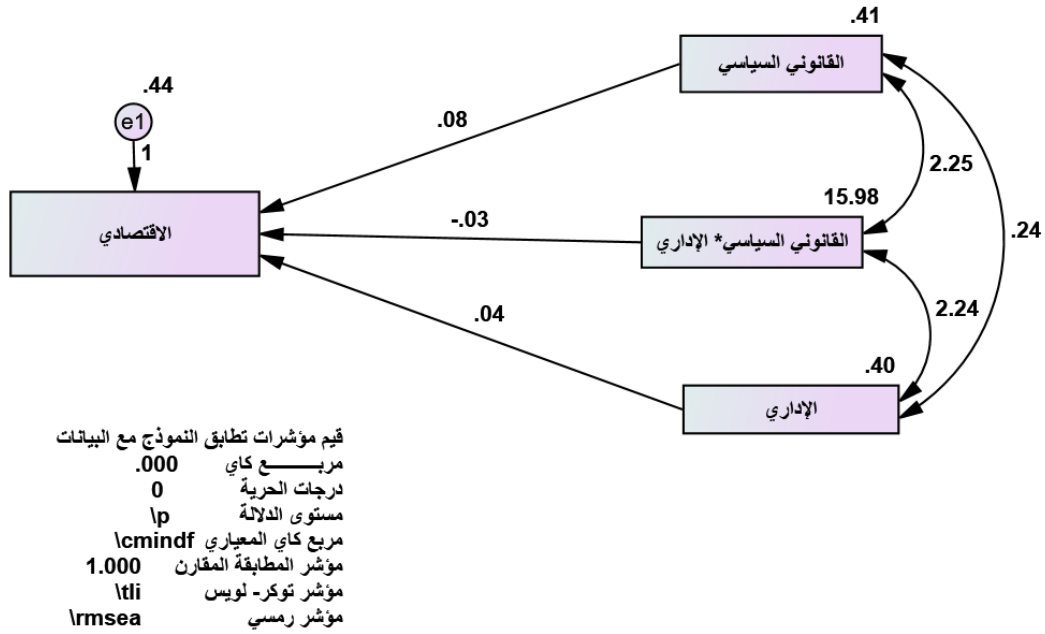 .41
القانوني السياسي
.44
e1
1
.08
2.25
15.98
الاقتصادي
-.03
القانوني السياسي* الإداري
.24
2.24
.04
.40
الإداري
قيم مؤشرات تطابق النموذج مع البيانات
مربـــــــع كاي .000
درجات الحرية 0
مستوى الدلالة \p
مربع كاي المعياري \cmindf
مؤشر المطابقة المقارن 1.000
مؤشر توكر- لويس \tli
مؤشر رمسي \rmsea